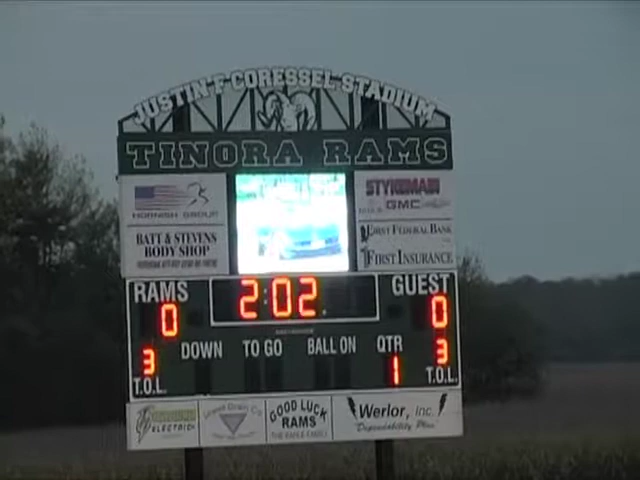 JUSTIN F CORESSEL STADIUM
TINORA RAMS
HORNISH GROUP
BATT & STEVENS
BODY SHOP
STYKEMAIN
GMC
FIRST FEDERAL BANK
FIRST INSURANCE
RAMS
0
2:02
GUEST
0
3
T.O.L.
DOWN
TO GO
BALL ON
QTR
1
3
T.O.L.
ELECTRIC
GOOD LUCK
RAMS
Werlor, Inc.
"Dependability Plus"